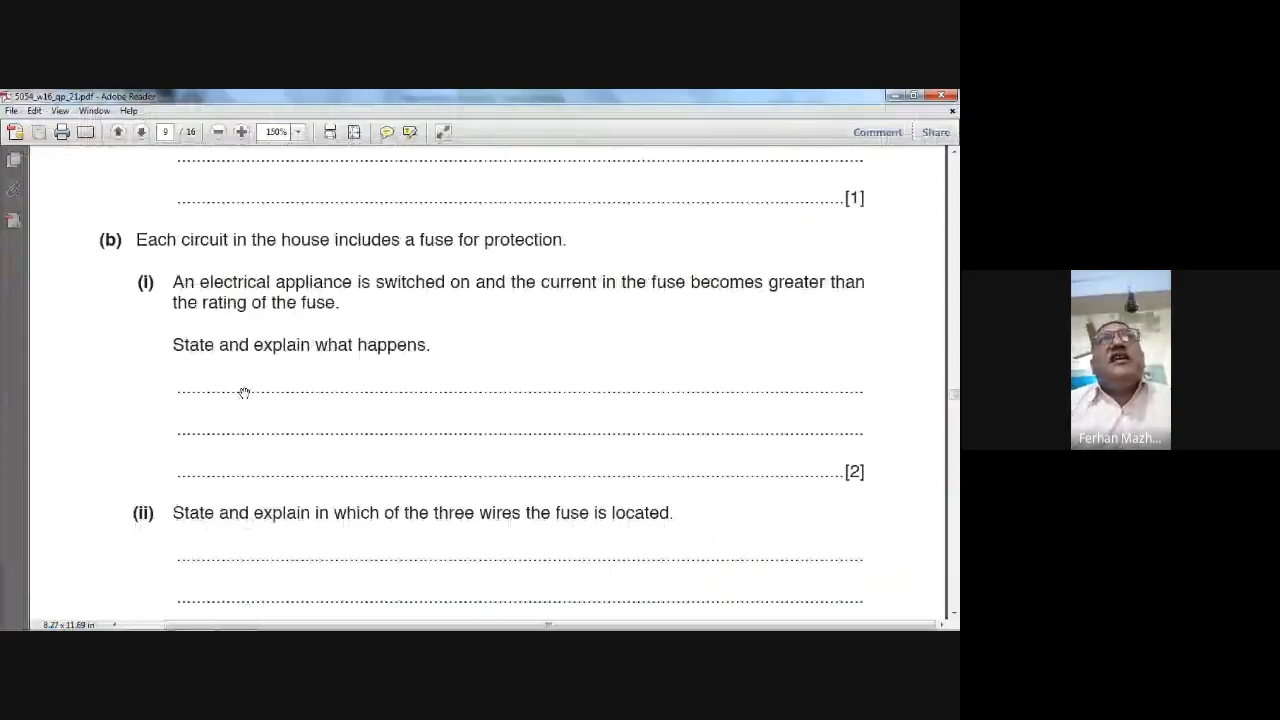 5054_w16_qp_21.pdf - Adobe Reader
File Edit View Window Help
9 / 16 150% Comment Share
[1]
(b) Each circuit in the house includes a fuse for protection.
(i) An electrical appliance is switched on and the current in the fuse becomes greater than
the rating of the fuse.
State and explain what happens.
[2]
(ii) State and explain in which of the three wires the fuse is located.
8.27 x 11.69 in
Ferhan Mazh...